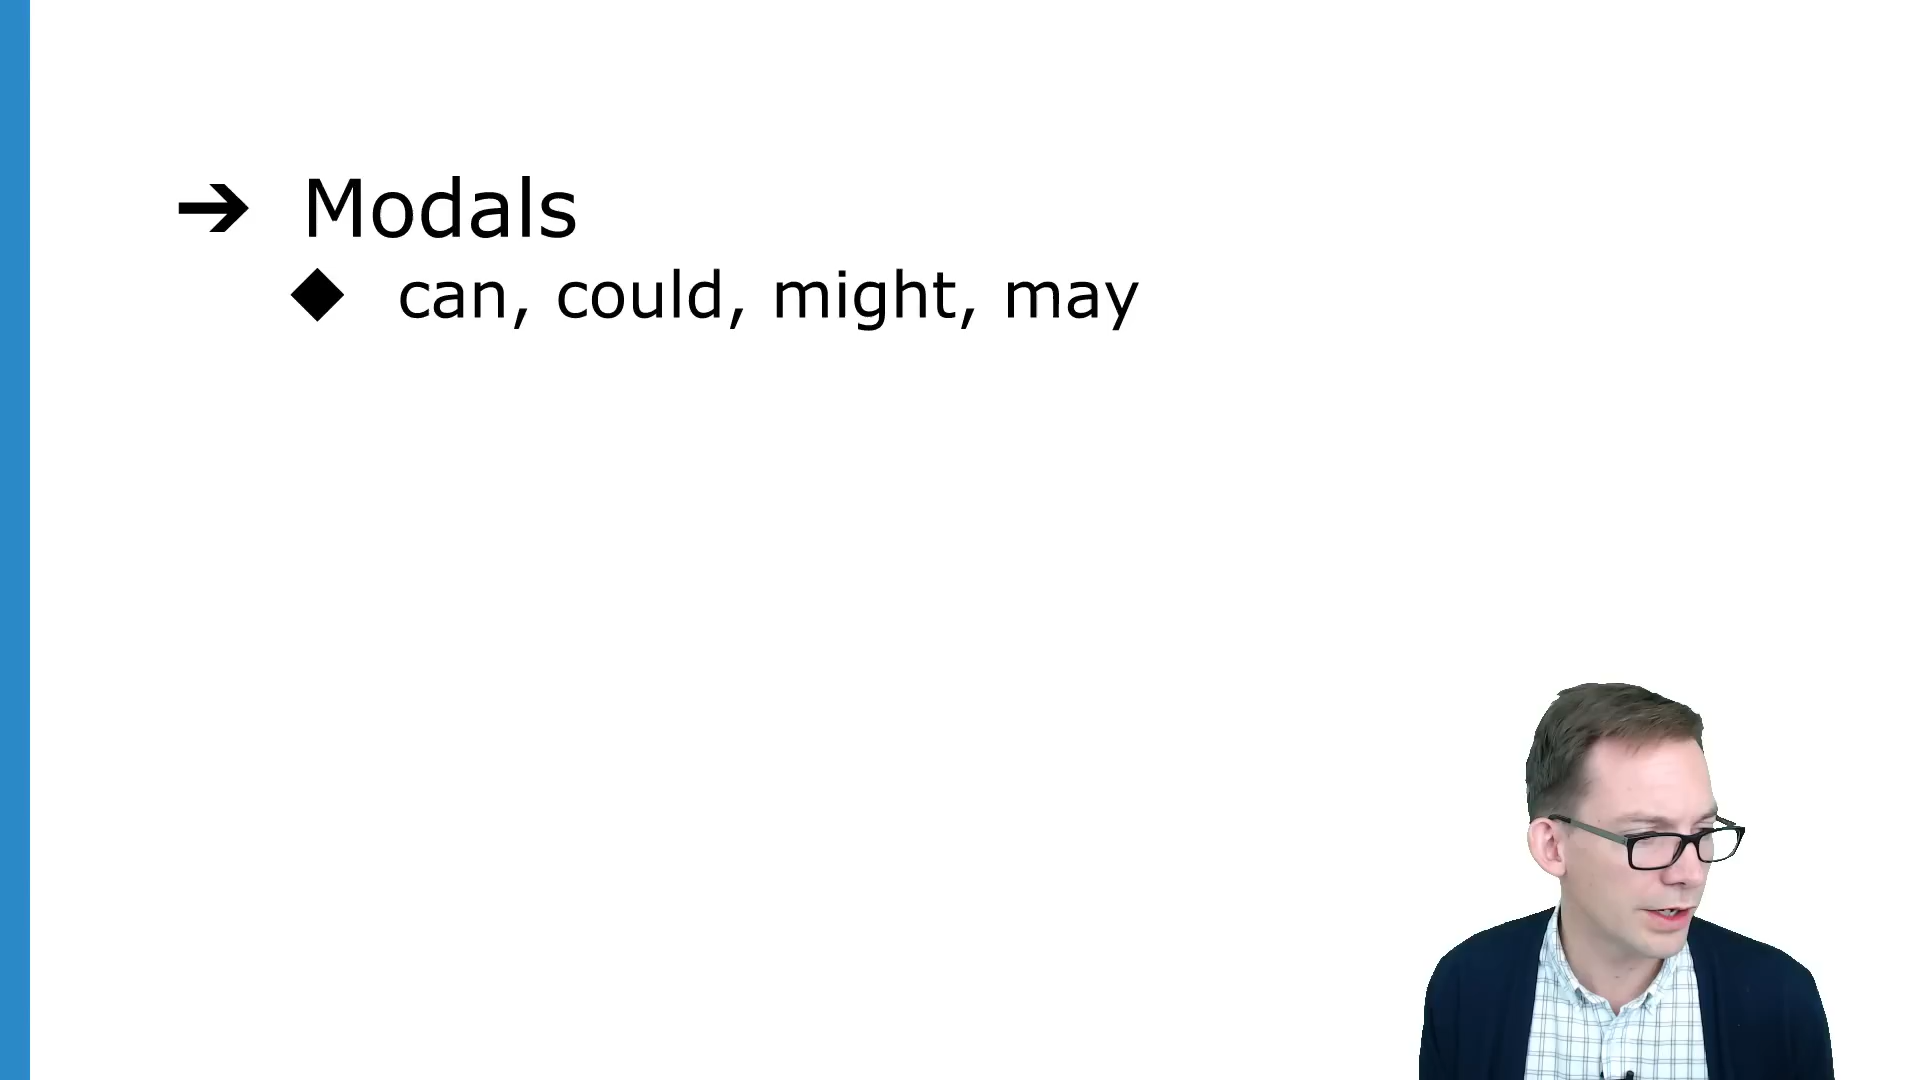 ➔ Modals
◆ can, could, might, may